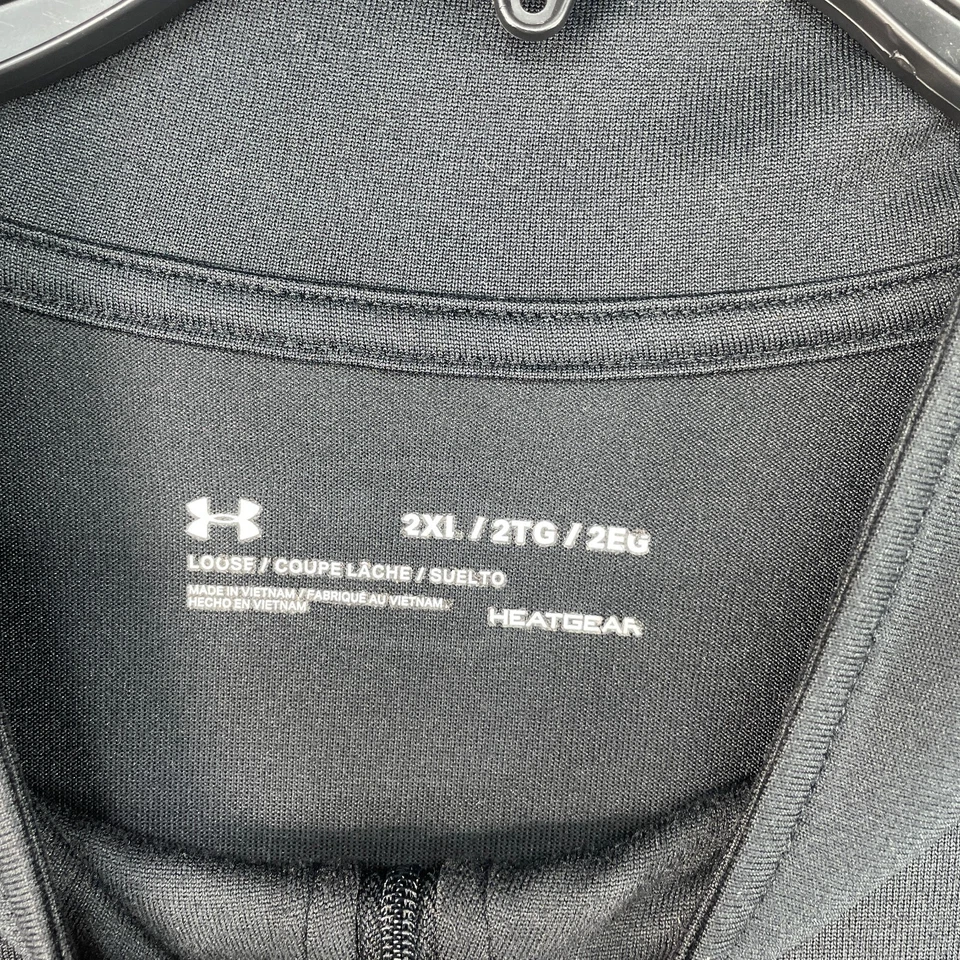 2XL / 2TG / 2EG
LOOSE / COUPE LÂCHE / SUELTO
MADE IN VIETNAM / FABRIQUÉ AU VIETNAM
HECHO EN VIETNAM
HEATGEAR